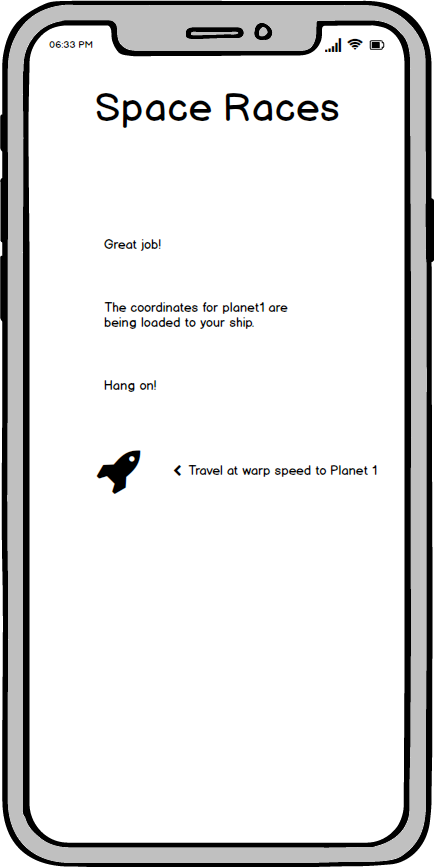 06:33 PM
Space Races
Great job!
The coordinates for planet1 are
being loaded to your ship.
Hang on!
Travel at warp speed to Planet 1